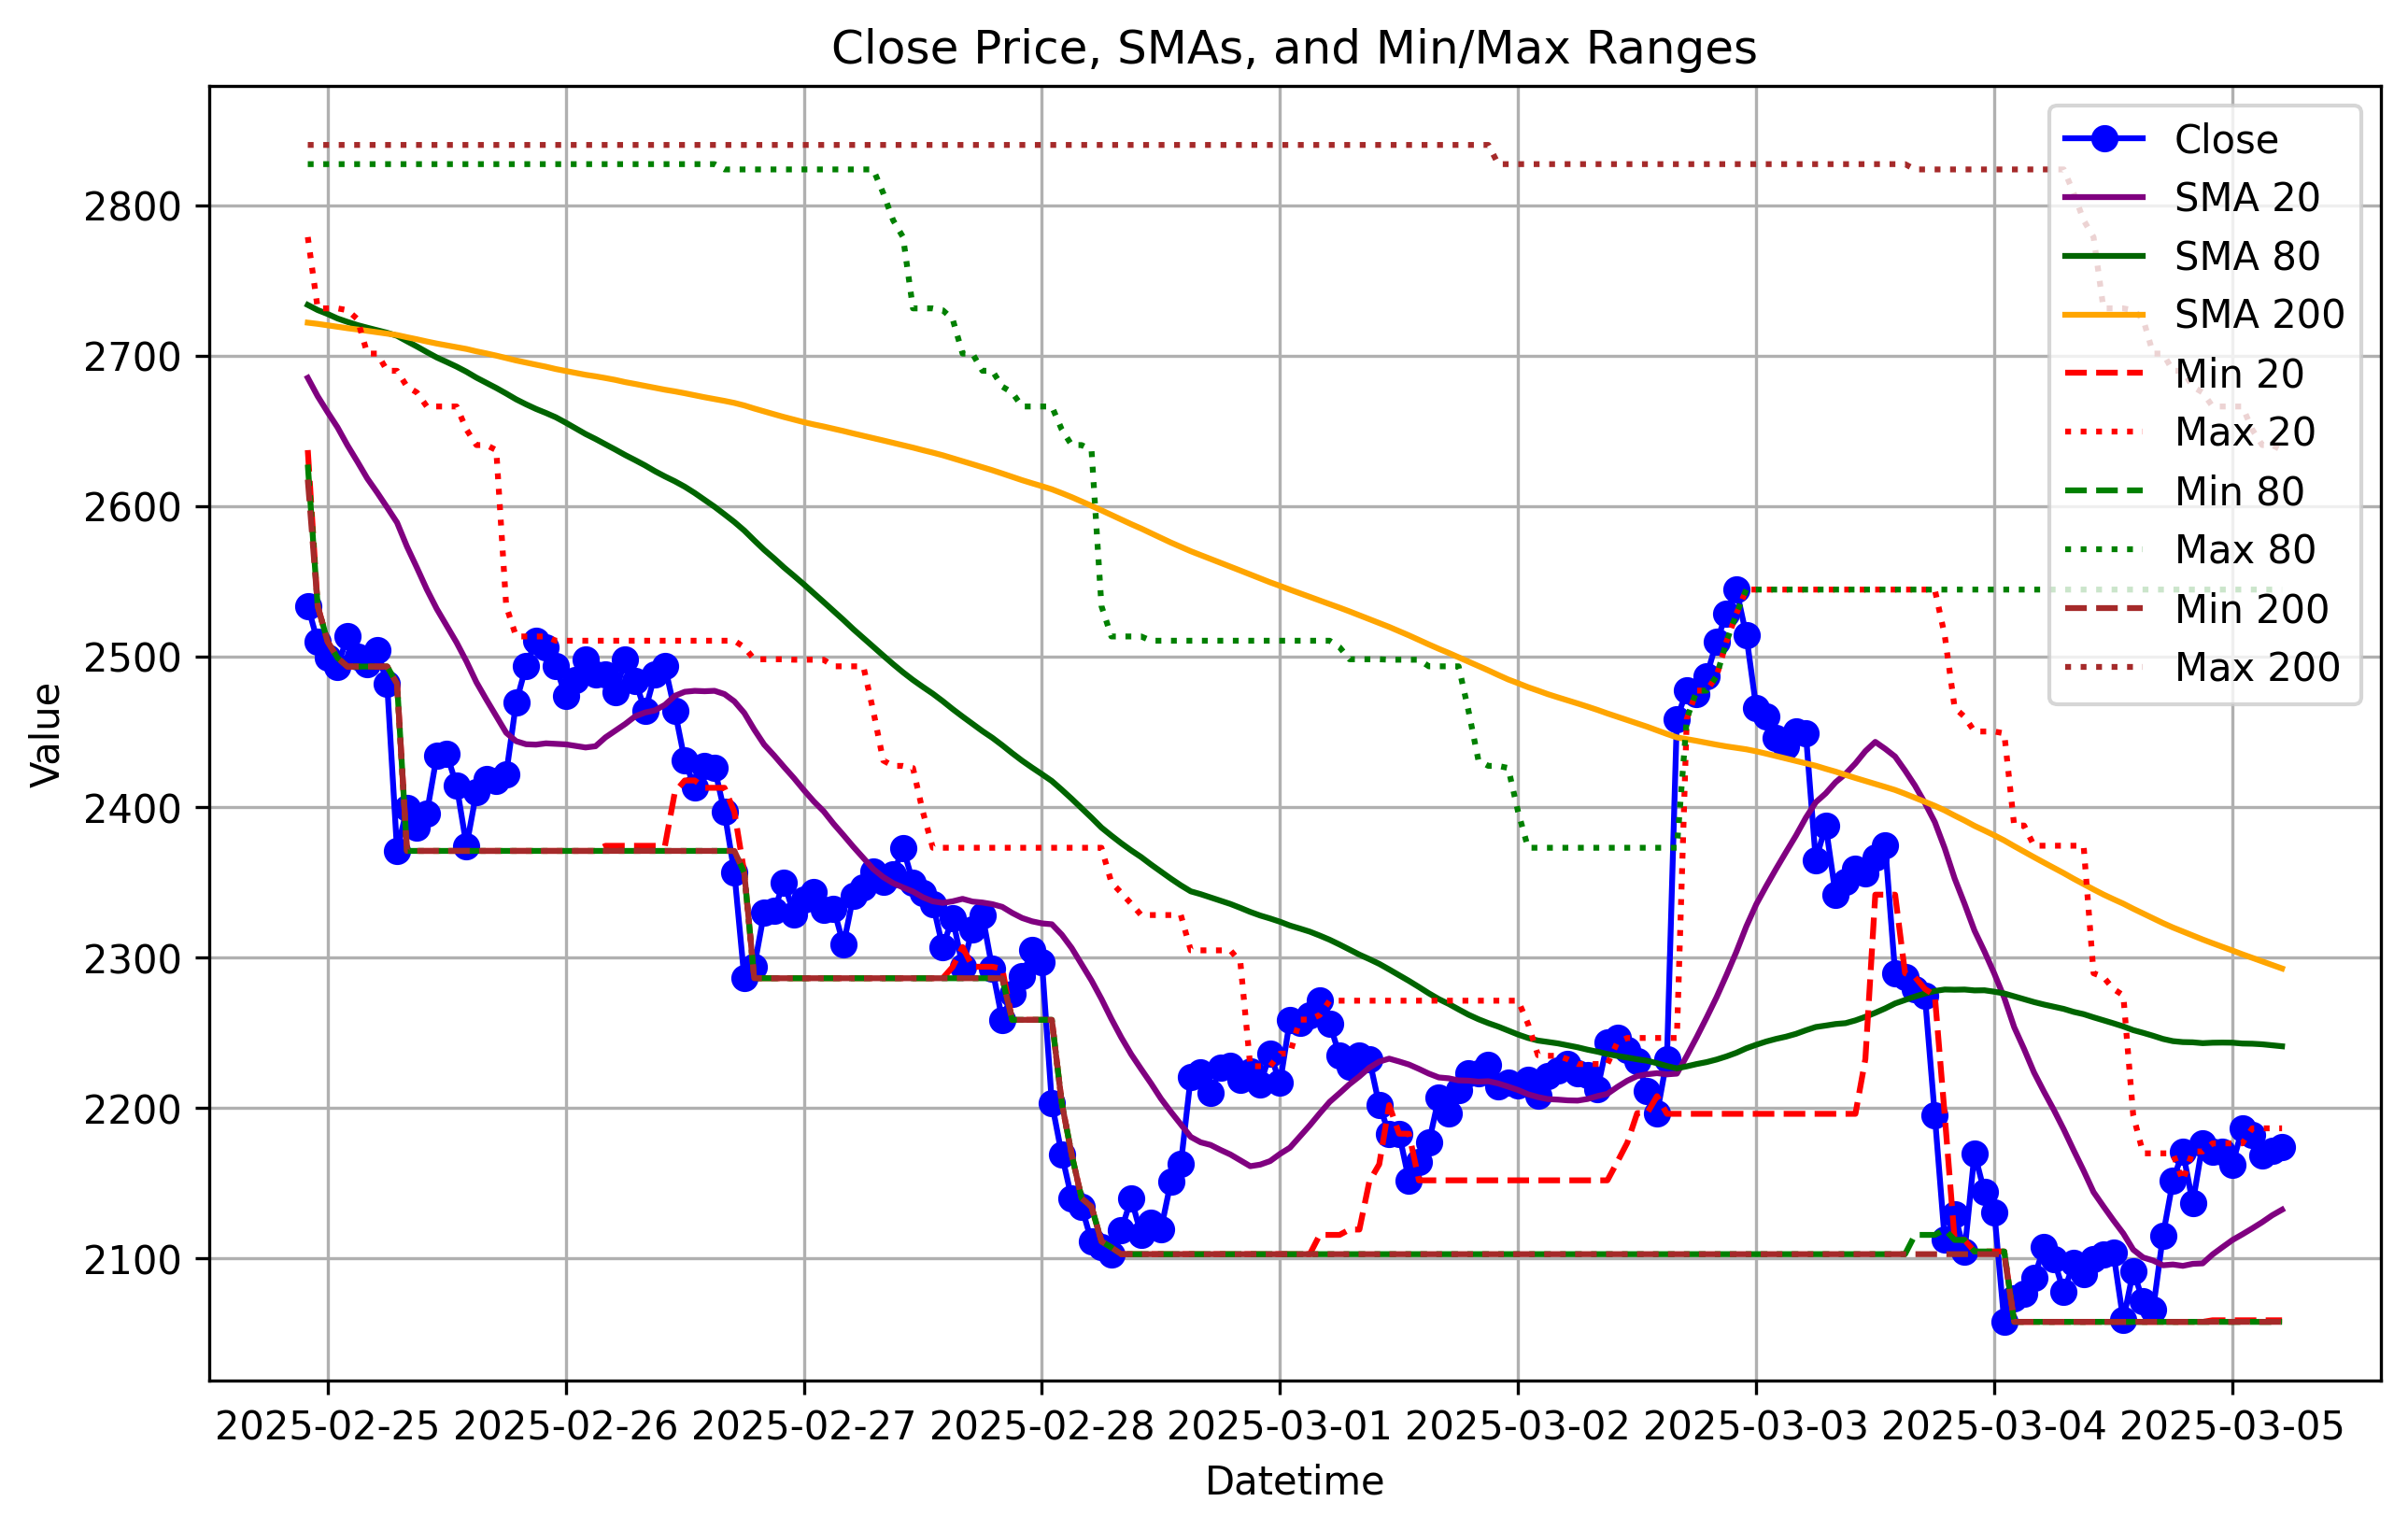 Close Price, SMAs, and Min/Max Ranges
Value
2800
2700
2600
2500
2400
2300
2200
2100
Close
SMA 20
SMA 80
SMA 200
Min 20
Max 20
Min 80
Max 80
Min 200
Max 200
2025-02-25 2025-02-26 2025-02-27 2025-02-28 2025-03-01 2025-03-02 2025-03-03 2025-03-04 2025-03-05
Datetime